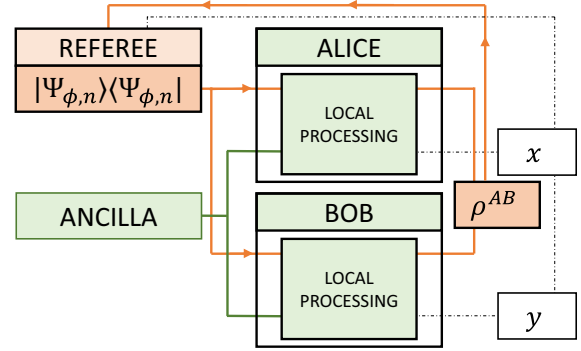 REFEREE
|Ψ_{ϕ,n}⟩⟨Ψ_{ϕ,n}|
ALICE
LOCAL
PROCESSING
x
ANCILLA
BOB
ρ^{AB}
LOCAL
PROCESSING
y